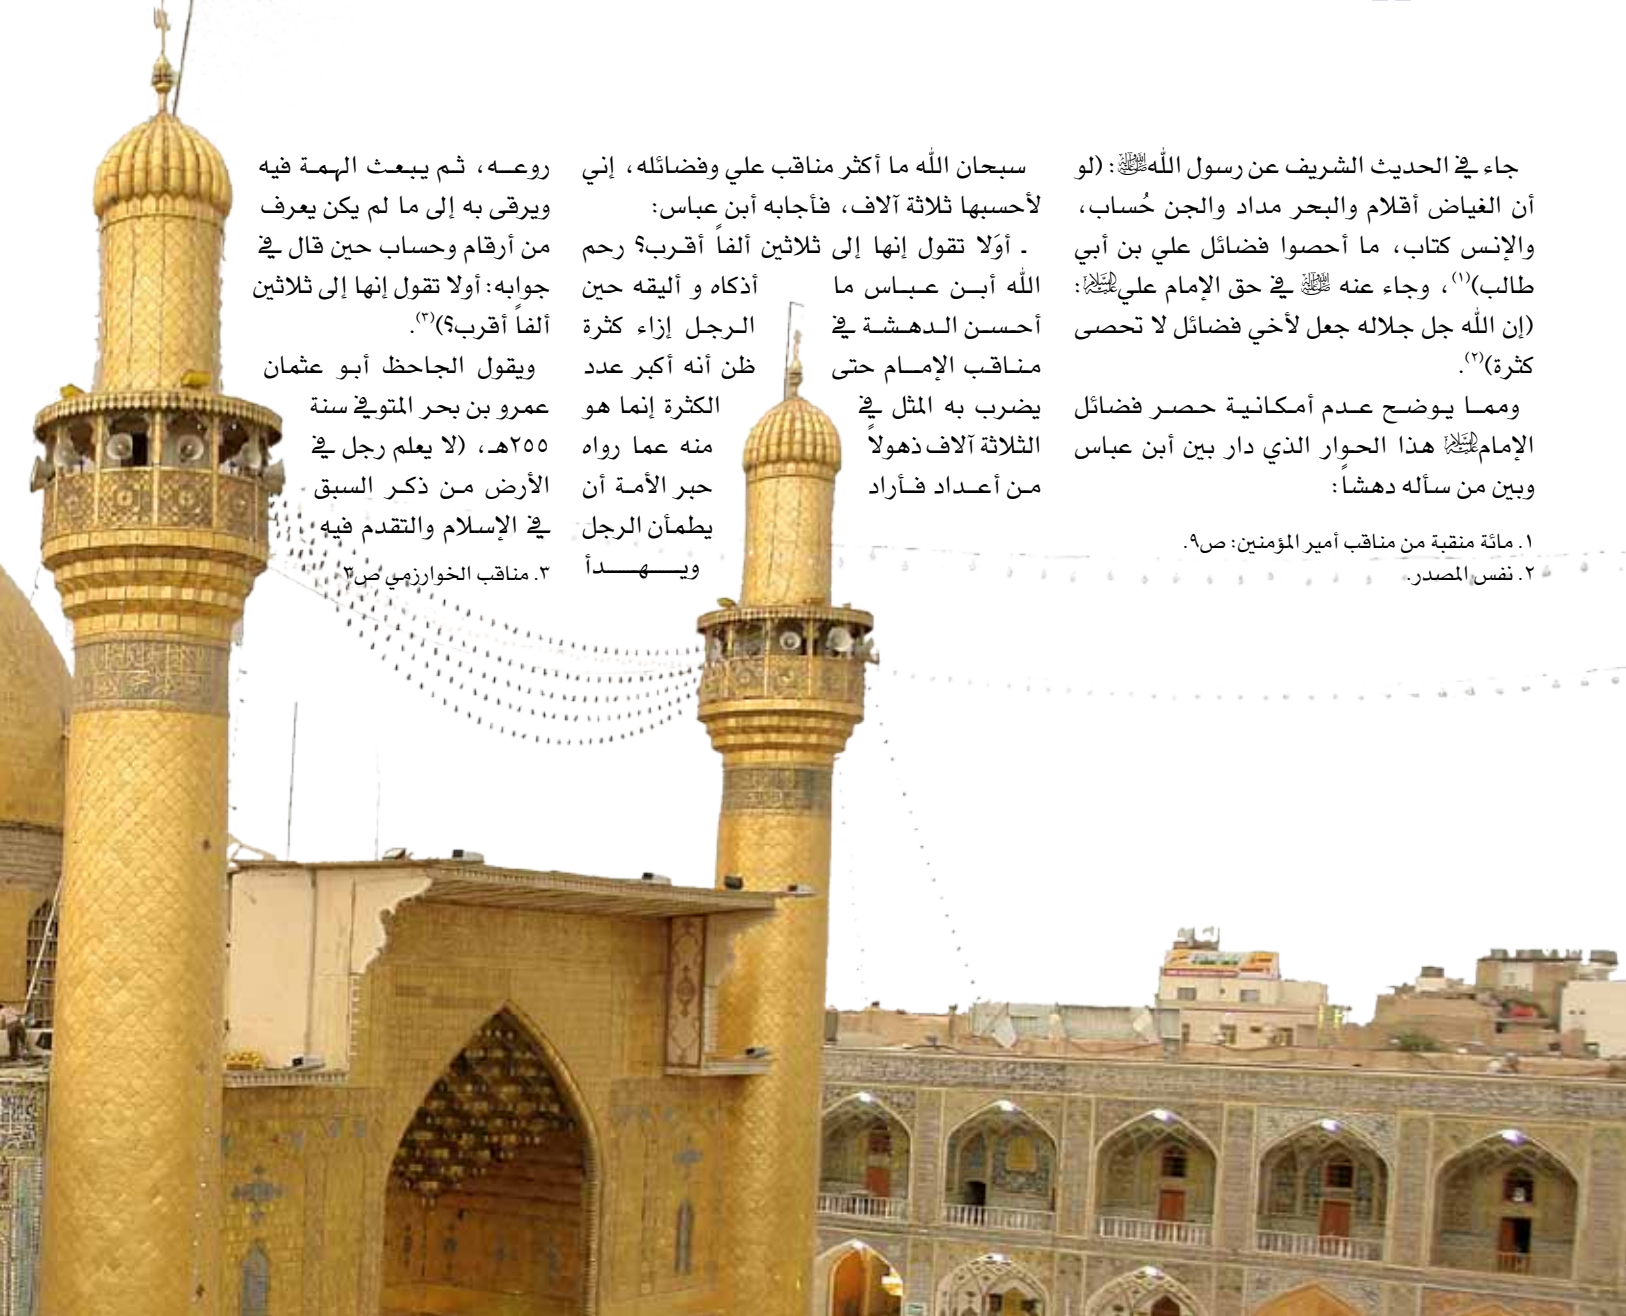 جاء في الحديث الشريف عن رسول الله ﷺ: (لو
أن الغياض أقلام والبحر مداد والجن حُساب،
والإنس كتاب، ما أحصوا فضائل علي بن أبي
طالب)(١)، وجاء عنه ﷺ في حق الإمام علي عليه السلام:
(إن الله جل جلاله جعل لأخي فضائل لا تحصى
كثرة)(٢).
ومما يوضح عدم أمكانية حصر فضائل
الإمام عليه السلام هذا الحوار الذي دار بين أبن عباس
وبين من سأله دهشاً:
١. مائة منقبة من مناقب أمير المؤمنين: ص٩.
٢. نفس المصدر.
سبحان الله ما أكثر مناقب علي وفضائله، إني
لأحسبها ثلاثة آلاف، فأجابه أبن عباس:
ـ أوَلا تقول إنها إلى ثلاثين ألفاً أقرب؟ رحم
الله أبن عباس ما أذكاه و أليقه حين
أحسن الدهشة في الرجل إزاء كثرة
مناقب الإمام حتى ظن أنه أكبر عدد
يضرب به المثل في الكثرة إنما هو
الثلاثة آلاف ذهولاً منه عما رواه
من أعداد فأراد حبر الأمة أن
يطمأن الرجل
ويهدأ
روعه، ثم يبعث الهمة فيه
ويرقى به إلى ما لم يكن يعرف
من أرقام وحساب حين قال في
جوابه: أولا تقول إنها إلى ثلاثين
ألفاً أقرب؟)(٣).
ويقول الجاحظ أبو عثمان
عمرو بن بحر المتوفي سنة
٢٥٥هـ، (لا يعلم رجل في
الأرض من ذكر السبق
في الإسلام والتقدم فيه
٣. مناقب الخوارزمي ص٣